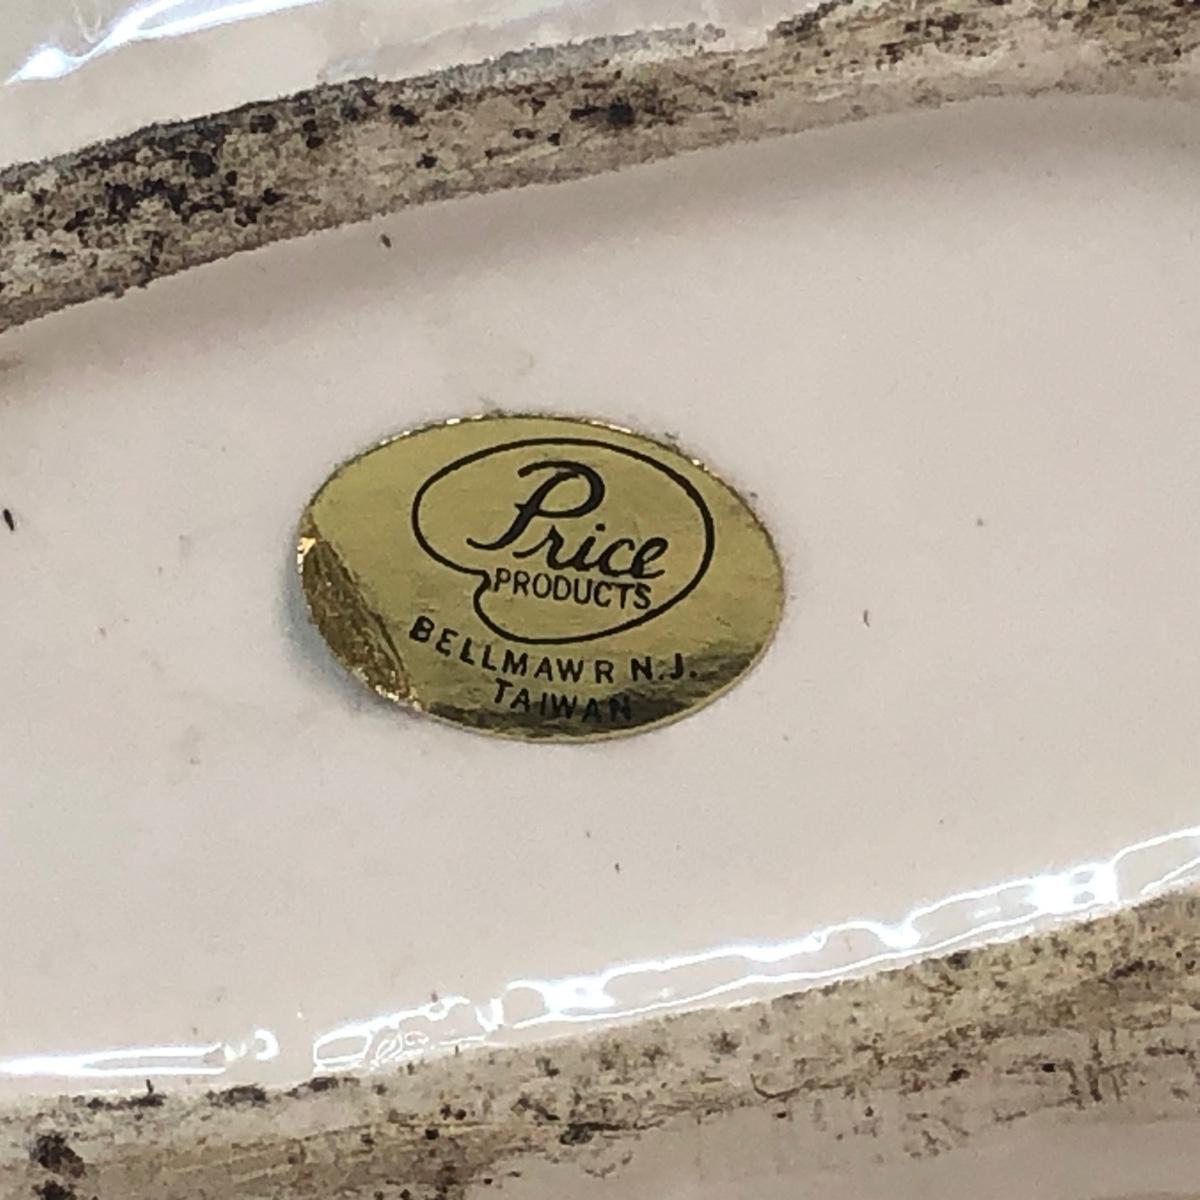 Price
PRODUCTS
BELLMAWR N.J.
TAIWAN